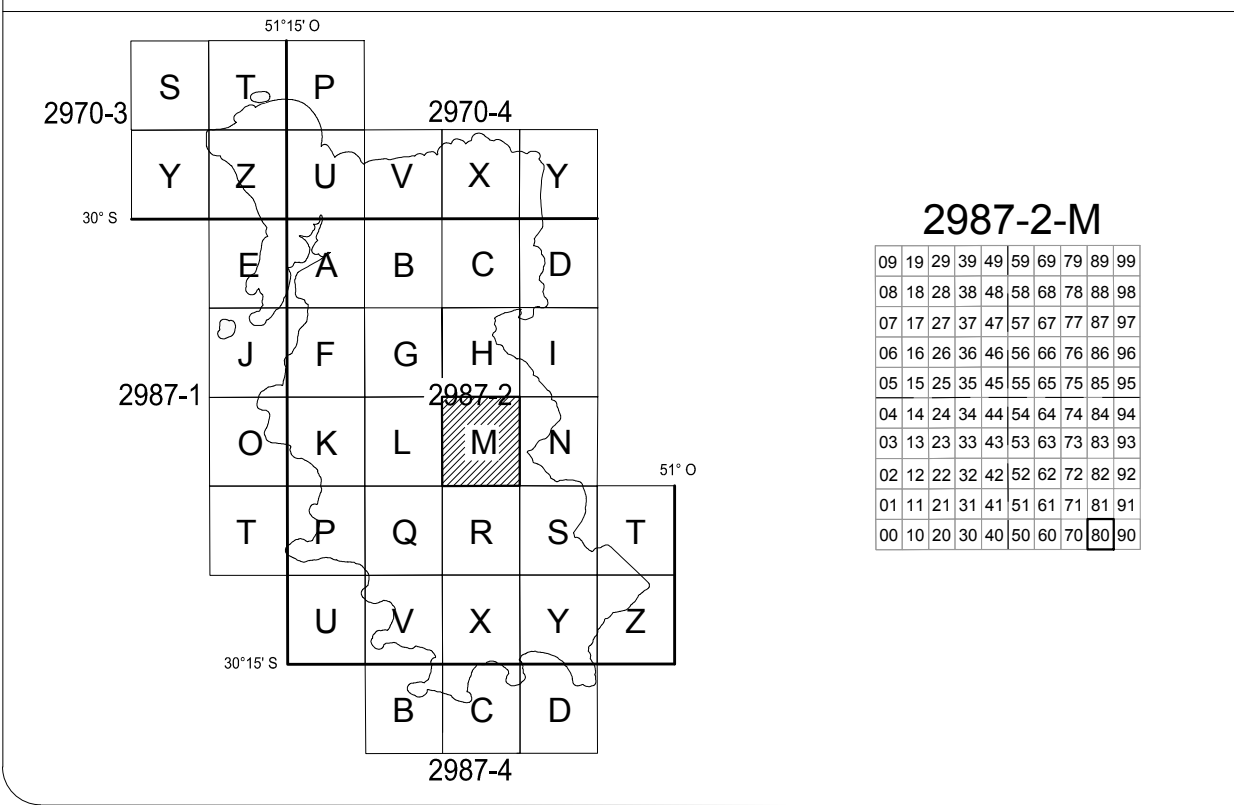 51°15' O
S T P
2970-3 2970-4
Y Z U V X Y
30° S
E A B C D
J F G H I
2987-1 2987-2
O K L M N
51° O
T P Q R S T
U V X Y Z
30°15' S
B C D
2987-4
2987-2-M
09 19 29 39 49 59 69 79 89 99
08 18 28 38 48 58 68 78 88 98
07 17 27 37 47 57 67 77 87 97
06 16 26 36 46 56 66 76 86 96
05 15 25 35 45 55 65 75 85 95
04 14 24 34 44 54 64 74 84 94
03 13 23 33 43 53 63 73 83 93
02 12 22 32 42 52 62 72 82 92
01 11 21 31 41 51 61 71 81 91
00 10 20 30 40 50 60 70 80 90